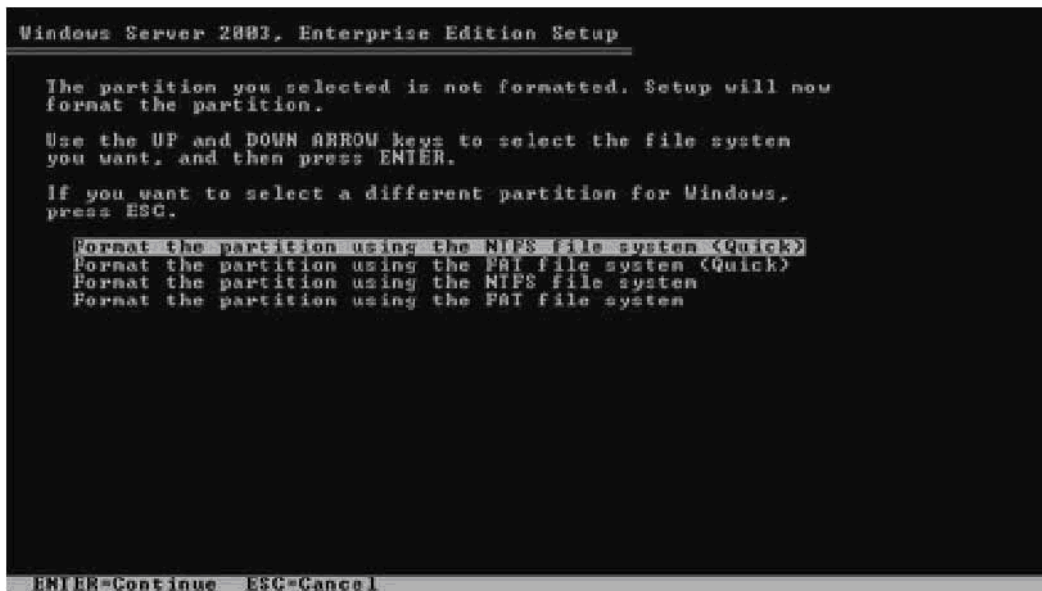 Windows Server 2003, Enterprise Edition Setup
The partition you selected is not formatted. Setup will now
format the partition.
Use the UP and DOWN ARROW keys to select the file system
you want, and then press ENTER.
If you want to select a different partition for Windows,
press ESC.
Format the partition using the NTFS file system (Quick)
Format the partition using the FAT file system (Quick)
Format the partition using the NTFS file system
Format the partition using the FAT file system
ENTER=Continue ESC=Cancel